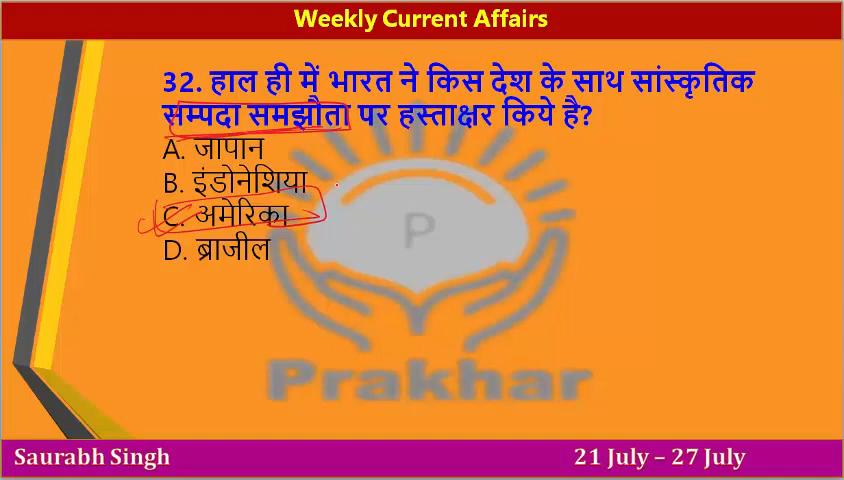 Weekly Current Affairs
32. हाल ही में भारत ने किस देश के साथ सांस्कृतिक
सम्पदा समझौता पर हस्ताक्षर किये है?
A. जापान
B. इंडोनेशिया
C. अमेरिका
D. ब्राजील
P
Prakhar
Saurabh Singh
21 July – 27 July